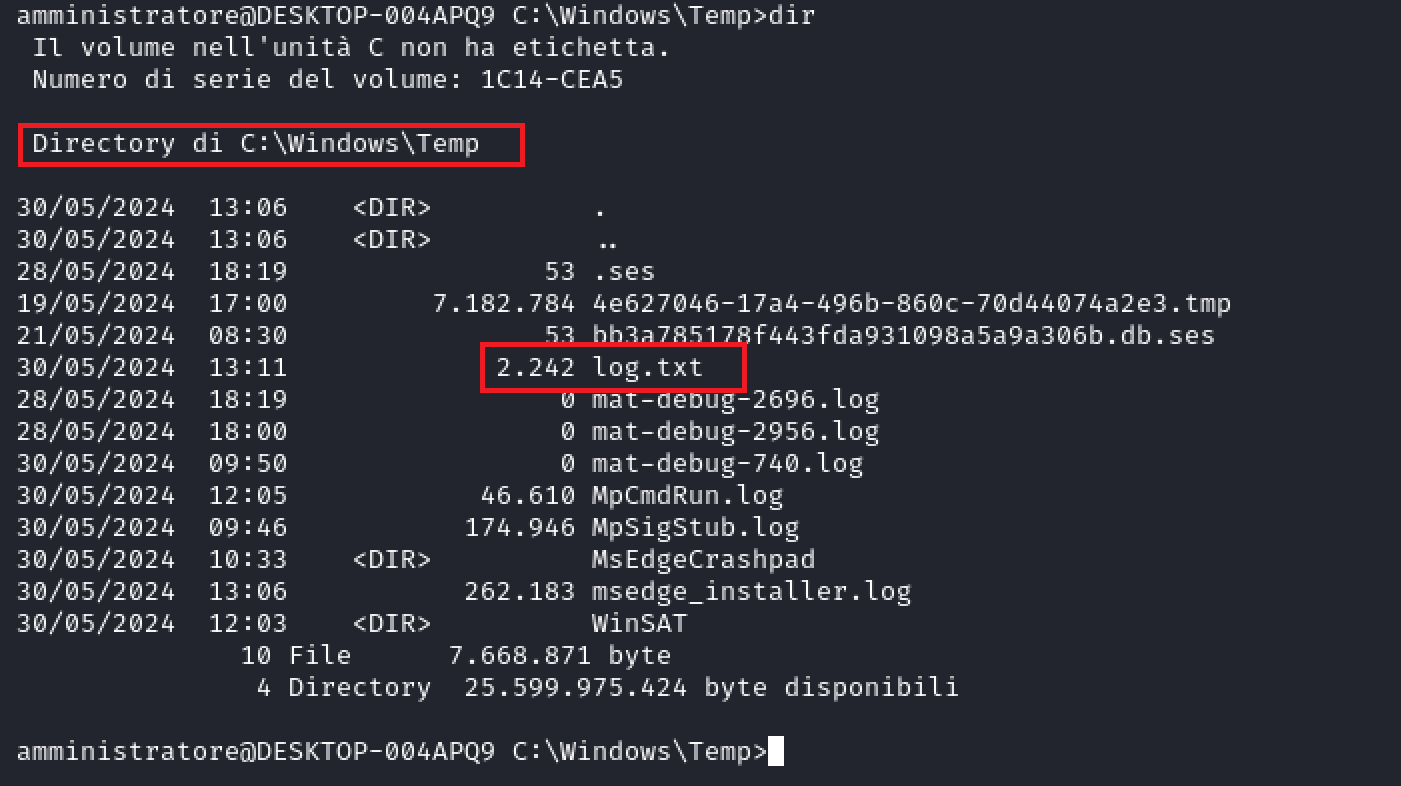 amministratore@DESKTOP-004APQ9 C:\Windows\Temp>dir
 Il volume nell'unità C non ha etichetta.
 Numero di serie del volume: 1C14-CEA5

 Directory di C:\Windows\Temp

30/05/2024  13:06    <DIR>          .
30/05/2024  13:06    <DIR>          ..
28/05/2024  18:19                53 .ses
19/05/2024  17:00         7.182.784 4e627046-17a4-496b-860c-70d44074a2e3.tmp
21/05/2024  08:30                53 bb3a785178f443fda931098a5a9a306b.db.ses
30/05/2024  13:11             2.242 log.txt
28/05/2024  18:19                 0 mat-debug-2696.log
28/05/2024  18:00                 0 mat-debug-2956.log
30/05/2024  09:50                 0 mat-debug-740.log
30/05/2024  12:05            46.610 MpCmdRun.log
30/05/2024  09:46           174.946 MpSigStub.log
30/05/2024  10:33    <DIR>          MsEdgeCrashpad
30/05/2024  13:06           262.183 msedge_installer.log
30/05/2024  12:03    <DIR>          WinSAT
              10 File      7.668.871 byte
               4 Directory  25.599.975.424 byte disponibili

amministratore@DESKTOP-004APQ9 C:\Windows\Temp>